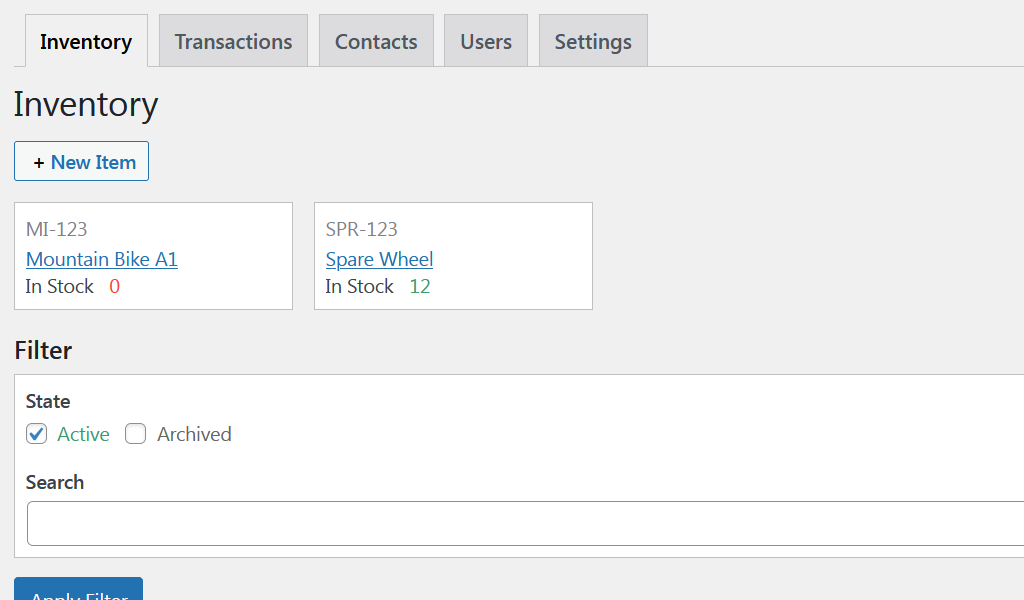 Inventory Transactions Contacts Users Settings
Inventory
+ New Item
MI-123
Mountain Bike A1
In Stock 0
SPR-123
Spare Wheel
In Stock 12
Filter
State
Active Archived
Search
Apply Filter